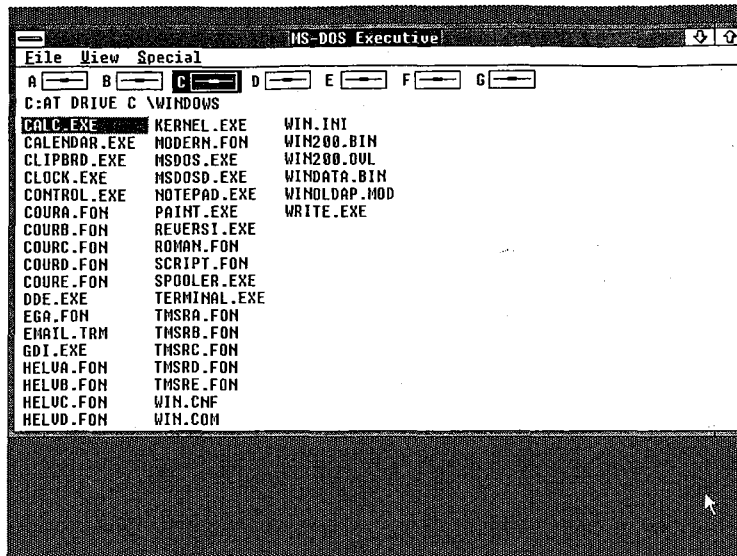 MS-DOS Executive
File View Special
A B C D E F G
C:AT DRIVE C \WINDOWS
CALC.EXE KERNEL.EXE WIN.INI
CALENDAR.EXE MODERN.FON WIN200.BIN
CLIPBRD.EXE MSDOS.EXE WIN200.OVL
CLOCK.EXE MSDOSD.EXE WINDATA.BIN
CONTROL.EXE NOTEPAD.EXE WINOLDAP.MOD
COURA.FON PAINT.EXE WRITE.EXE
COURB.FON REVERSI.EXE
COURC.FON ROMAN.FON
COURD.FON SCRIPT.FON
COURE.FON SPOOLER.EXE
DDE.EXE TERMINAL.EXE
EGA.FON TMSRA.FON
EMAIL.TRM TMSRB.FON
GDI.EXE TMSRC.FON
HELVA.FON TMSRD.FON
HELVB.FON TMSRE.FON
HELVC.FON WIN.CNF
HELVD.FON WIN.COM